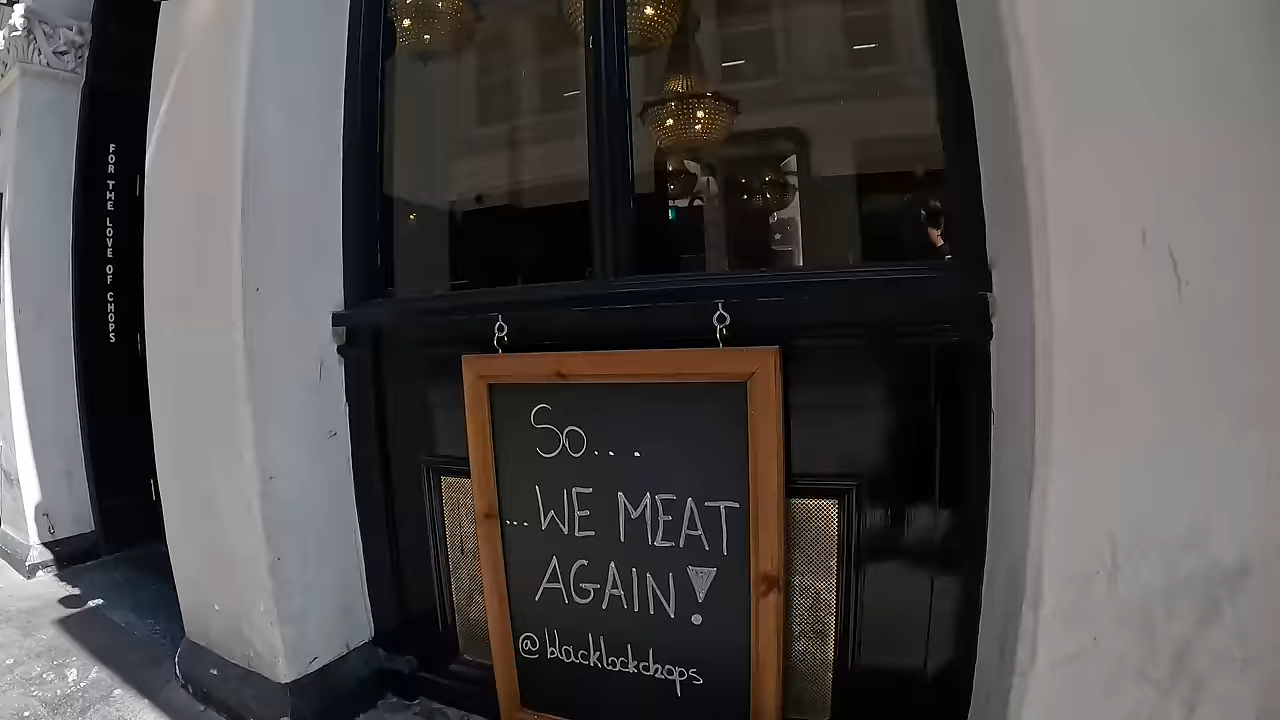 FOR THE LOVE OF CHOPS
So...
...WE MEAT
AGAIN!
@blacklockchops